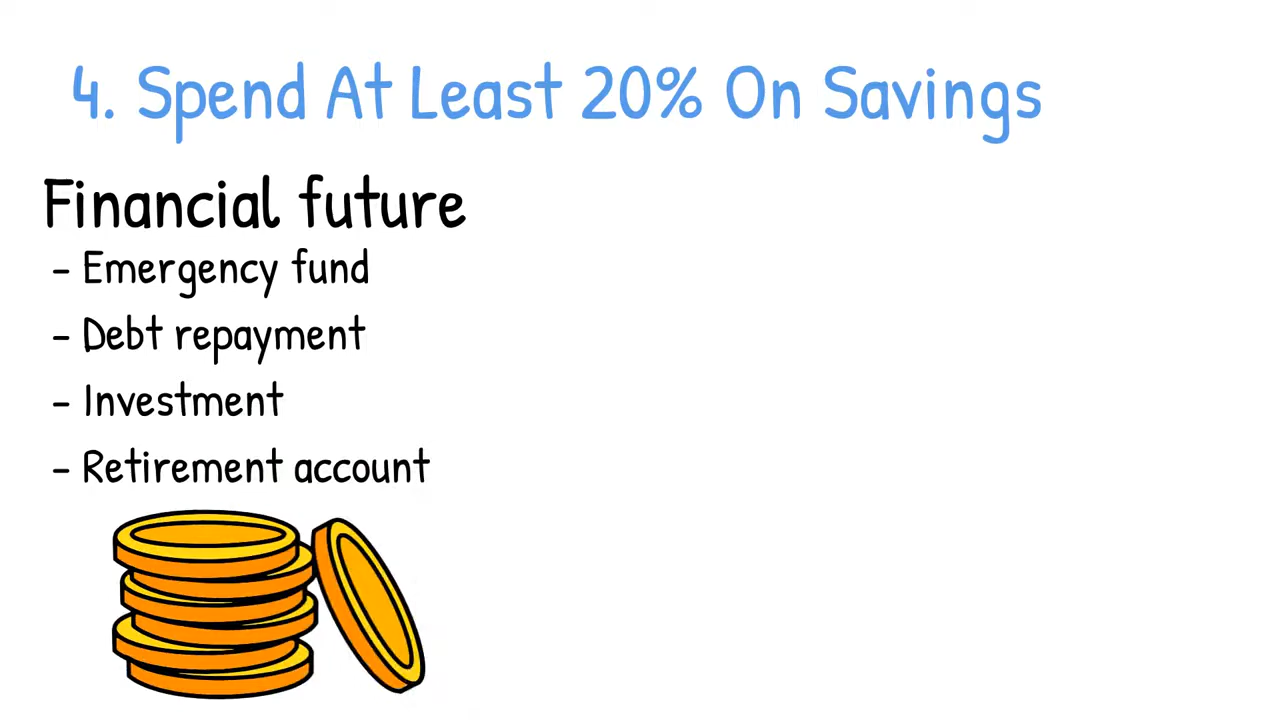 4. Spend At Least 20% On Savings
Financial future
- Emergency fund
- Debt repayment
- Investment
- Retirement account